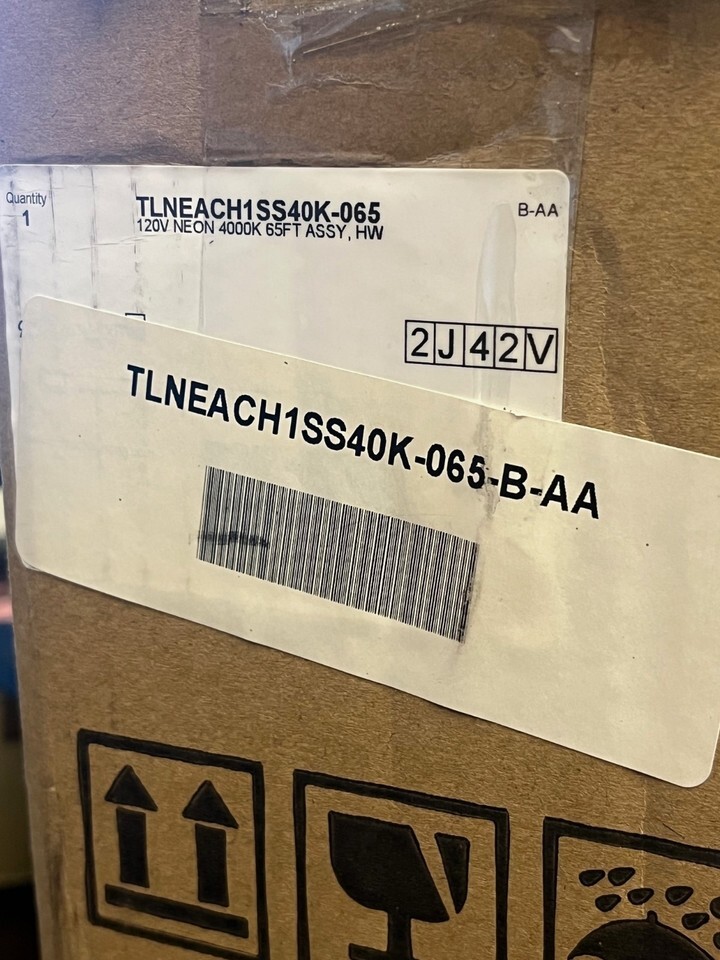 Quantity
1
TLNEACH1SS40K-065
120V NEON 4000K 65FT ASSY, HW
B-AA
2J42V
TLNEACH1SS40K-065-B-AA